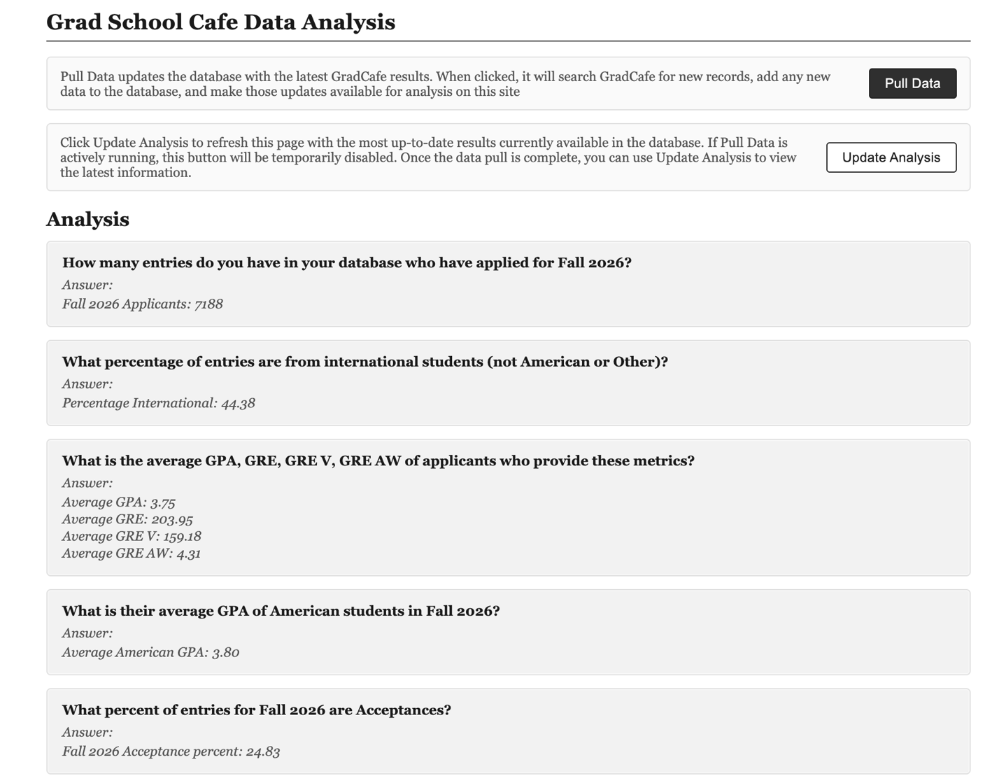 Grad School Cafe Data Analysis
Pull Data updates the database with the latest GradCafe results. When clicked, it will search GradCafe for new records, add any new
data to the database, and make those updates available for analysis on this site
Pull Data
Click Update Analysis to refresh this page with the most up-to-date results currently available in the database. If Pull Data is
actively running, this button will be temporarily disabled. Once the data pull is complete, you can use Update Analysis to view
the latest information.
Update Analysis
Analysis
How many entries do you have in your database who have applied for Fall 2026?
Answer:
Fall 2026 Applicants: 7188
What percentage of entries are from international students (not American or Other)?
Answer:
Percentage International: 44.38
What is the average GPA, GRE, GRE V, GRE AW of applicants who provide these metrics?
Answer:
Average GPA: 3.75
Average GRE: 203.95
Average GRE V: 159.18
Average GRE AW: 4.31
What is their average GPA of American students in Fall 2026?
Answer:
Average American GPA: 3.80
What percent of entries for Fall 2026 are Acceptances?
Answer:
Fall 2026 Acceptance percent: 24.83